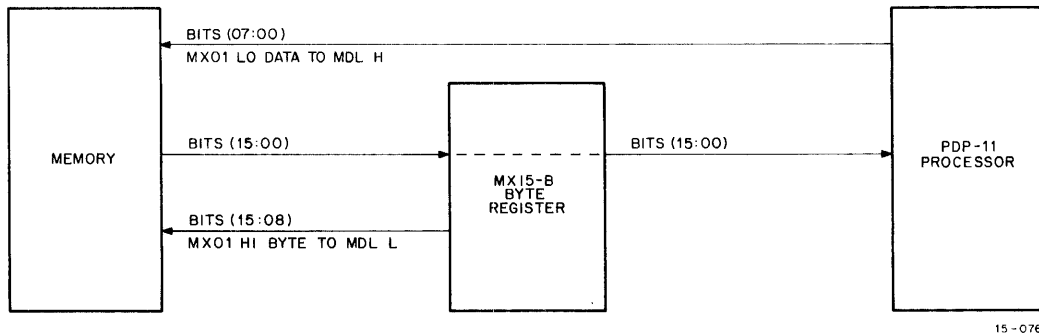 BITS (07:00)
MX01 LO DATA TO MDL H
MEMORY
BITS (15:00)
BITS (15:00)
PDP-11
PROCESSOR
MX15-B
BYTE
REGISTER
BITS (15:08)
MX01 HI BYTE TO MDL L
15-076